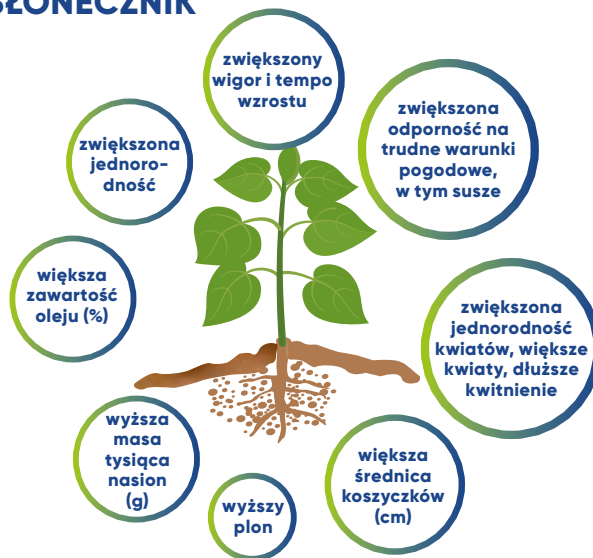 SŁONECZNIK
zwiększony
wigor i tempo
wzrostu
zwiększona
odporność na
trudne warunki
pogodowe,
w tym susze
zwiększona
jednorodność
kwiatów, większe
kwiaty, dłuższe
kwitnienie
większa
średnica
koszyczków
(cm)
wyższy
plon
wyższa
masa
tysiąca
nasion
(g)
większa
zawartość
oleju (%)
zwiększona
jednoro-
dność